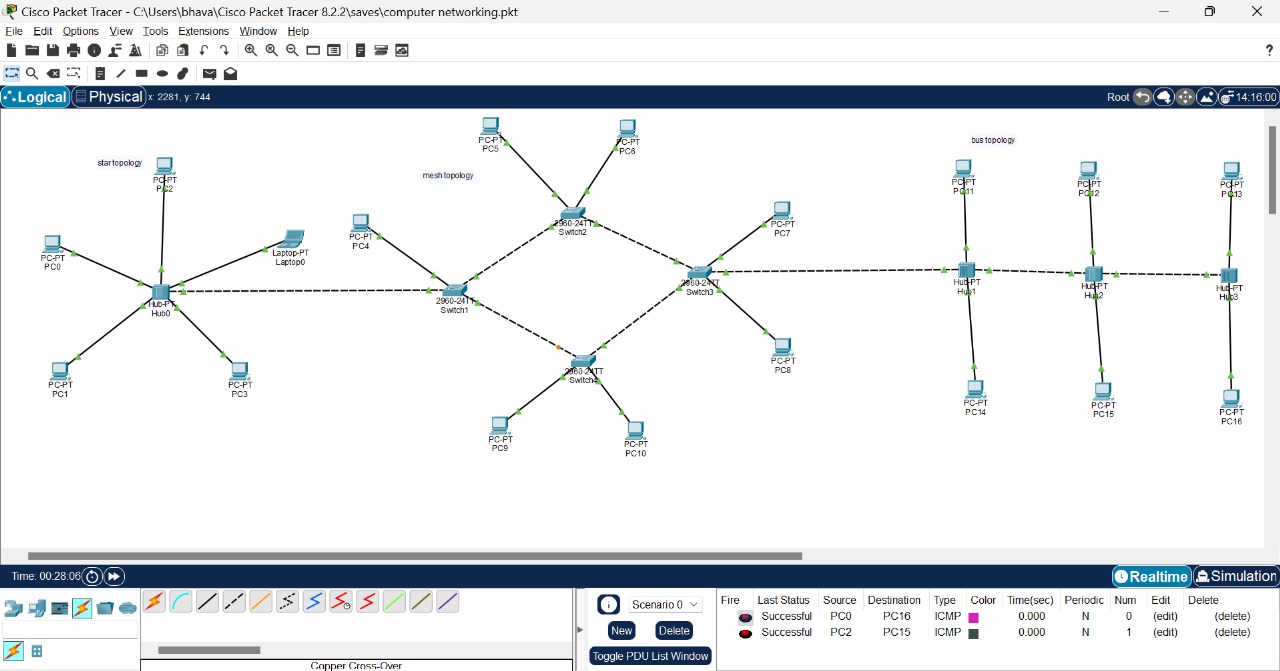 Cisco Packet Tracer - C:\Users\bhava\Cisco Packet Tracer 8.2.2\saves\computer networking.pkt
File Edit Options View Tools Extensions Window Help
?
Logical Physical x: 2281, y: 744
Root 14:16:00
star topology
PC-PT
PC2
PC-PT
PC0
Laptop-PT
Laptop0
Hub-PT
Hub0
PC-PT
PC1
PC-PT
PC3
mesh topology
PC-PT
PC5
PC-PT
PC6
PC-PT
PC4
2960-24TT
Switch2
PC-PT
PC7
2960-24TT
Switch1
2960-24TT
Switch3
2960-24TT
Switch4
PC-PT
PC8
PC-PT
PC9
PC-PT
PC10
bus topology
PC-PT
PC11
PC-PT
PC12
PC-PT
PC13
Hub-PT
Hub1
Hub-PT
Hub2
Hub-PT
Hub3
PC-PT
PC14
PC-PT
PC15
PC-PT
PC16
Time: 00:28:06
Realtime Simulation
Copper Cross-Over
Scenario 0
New Delete
Toggle PDU List Window
Fire Last Status Source Destination Type Color Time(sec) Periodic Num Edit Delete
Successful PC0 PC16 ICMP 0.000 N 0 (edit) (delete)
Successful PC2 PC15 ICMP 0.000 N 1 (edit) (delete)